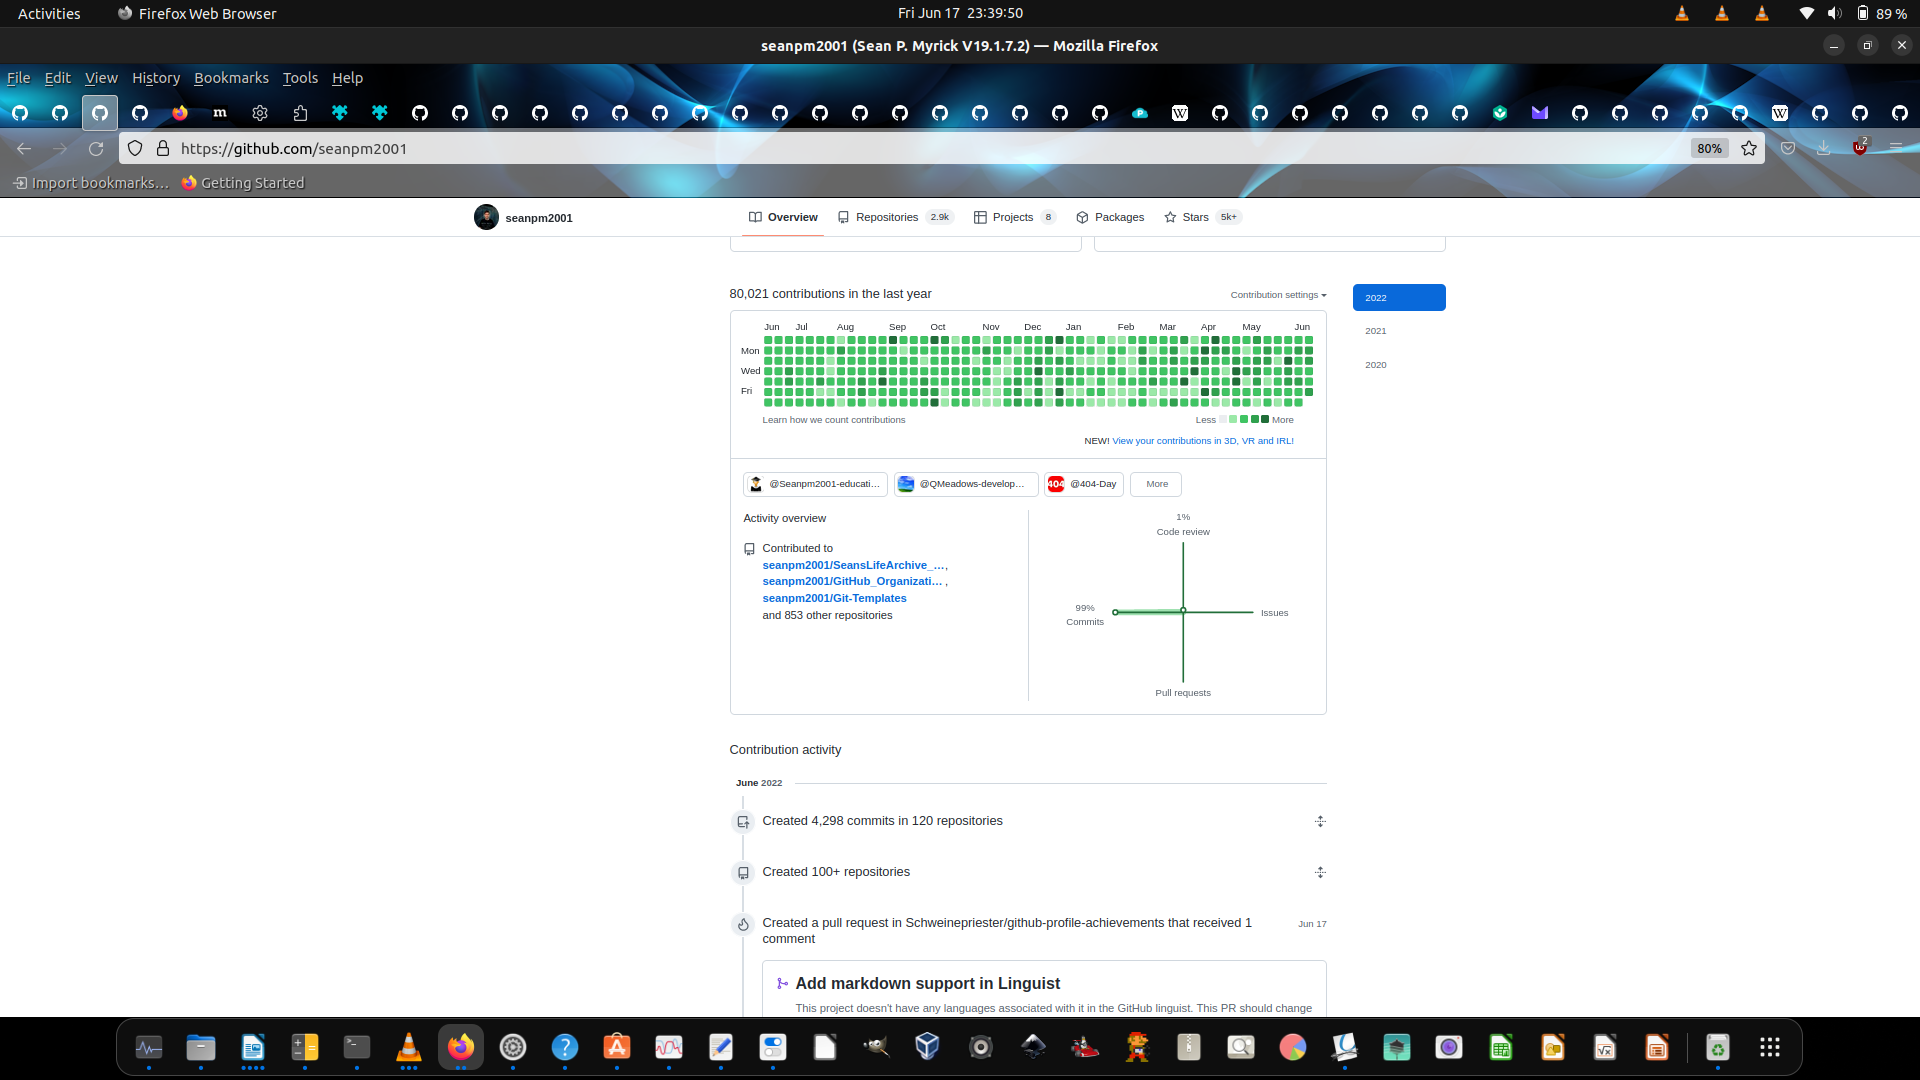 Activities Firefox Web Browser Fri Jun 17 23:39:50 89 %
seanpm2001 (Sean P. Myrick V19.1.7.2) — Mozilla Firefox
File Edit View History Bookmarks Tools Help
https://github.com/seanpm2001 80% 2
Import bookmarks… Getting Started
seanpm2001 Overview Repositories 2.9k Projects 8 Packages Stars 5k+
80,021 contributions in the last year Contribution settings 2022
2021
2020
Jun Jul Aug Sep Oct Nov Dec Jan Feb Mar Apr May Jun
Mon
Wed
Fri
Learn how we count contributions Less More
NEW! View your contributions in 3D, VR and IRL!
@Seanpm2001-educati… @QMeadows-develop… 404 @404-Day More
Activity overview
Contributed to
seanpm2001/SeansLifeArchive_…,
seanpm2001/GitHub_Organizati… ,
seanpm2001/Git-Templates
and 853 other repositories
1%
Code review
99%
Commits
Issues
Pull requests
Contribution activity
June 2022
Created 4,298 commits in 120 repositories
Created 100+ repositories
Created a pull request in Schweinepriester/github-profile-achievements that received 1 Jun 17
comment
Add markdown support in Linguist
This project doesn't have any languages associated with it in the GitHub linguist. This PR should change